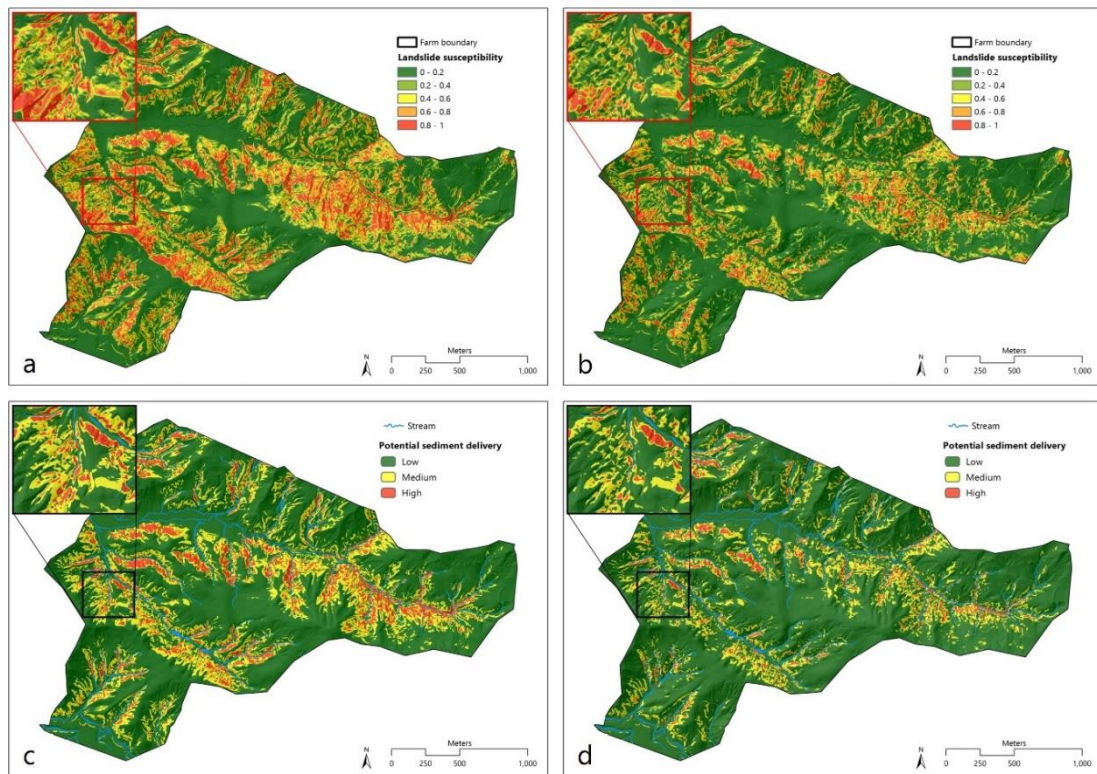 Farm boundary
Landslide susceptibility
0 - 0.2
0.2 - 0.4
0.4 - 0.6
0.6 - 0.8
0.8 - 1
a
N
Meters
0 250 500 1,000
Farm boundary
Landslide susceptibility
0 - 0.2
0.2 - 0.4
0.4 - 0.6
0.6 - 0.8
0.8 - 1
b
N
Meters
0 250 500 1,000
Stream
Potential sediment delivery
Low
Medium
High
c
N
Meters
0 250 500 1,000
Stream
Potential sediment delivery
Low
Medium
High
d
N
Meters
0 250 500 1,000